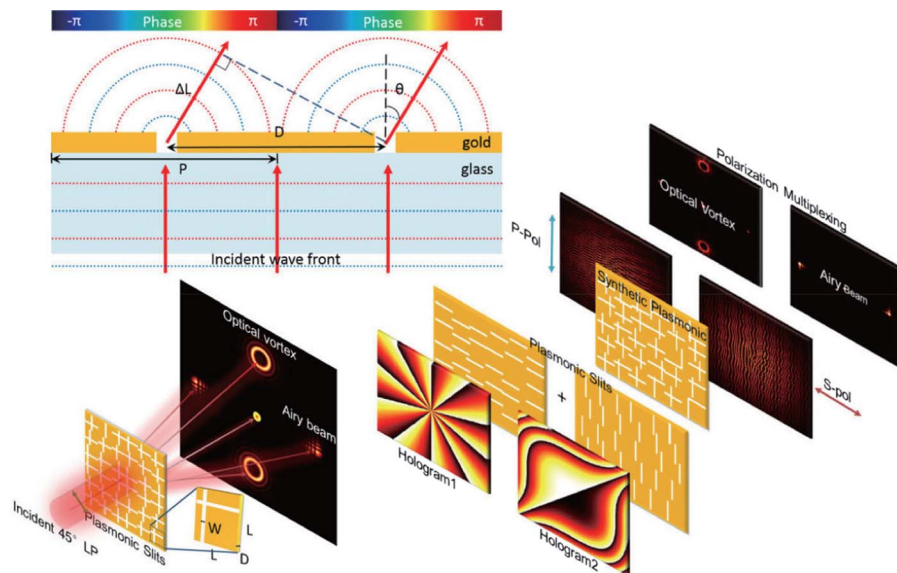 -π Phase π -π Phase π
ΔL
θ
D
gold
P
glass
Incident wave front
Polarization Multiplexing
Optical Vortex
P-Pol
Airy Beam
Synthetic Plasmonic
Optical vortex
Plasmonic Slits
+
S-pol
Airy beam
Hologram1
W
L
L
D
Plasmonic Slits
Incident 45° LP
Hologram2